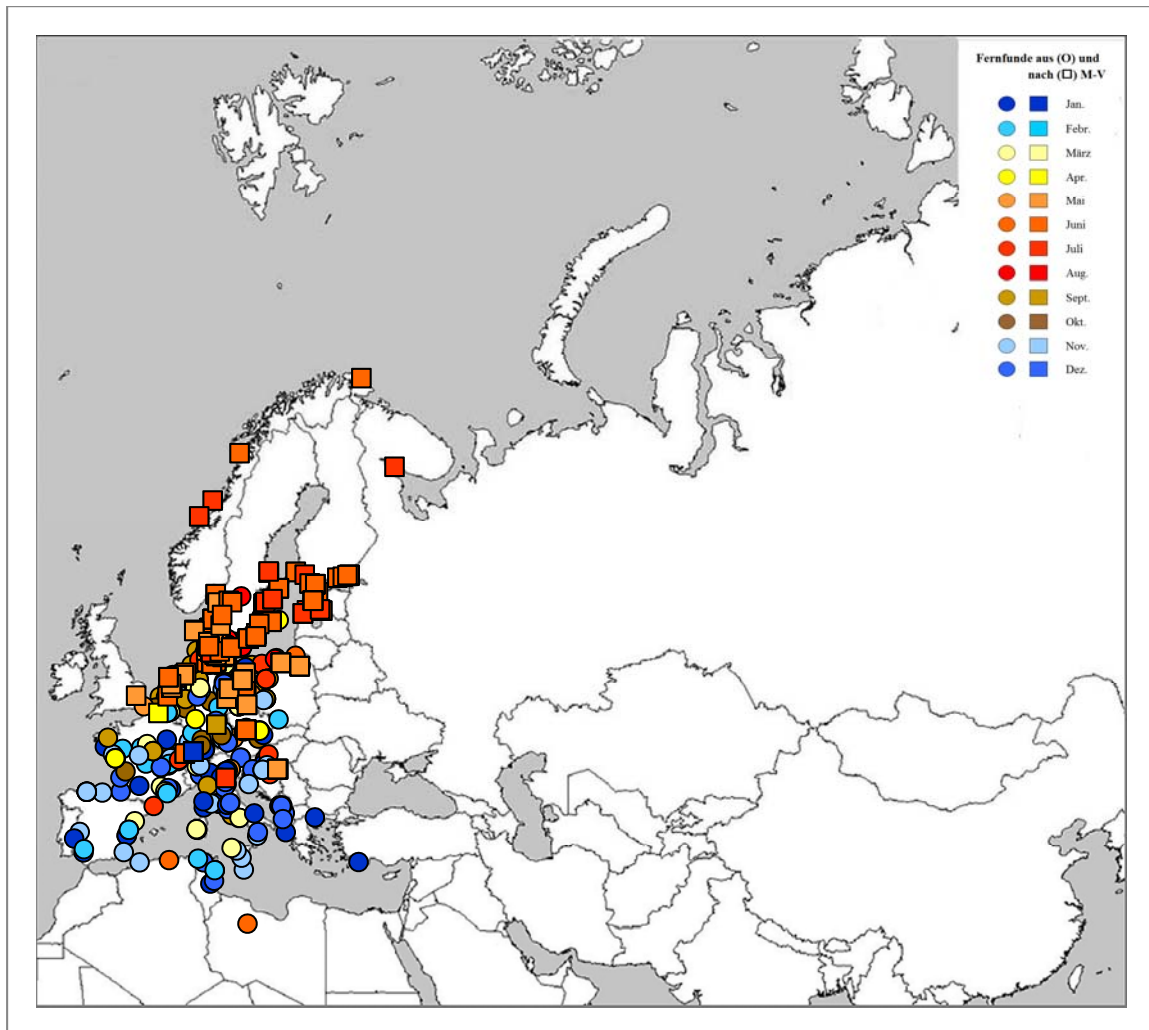 Fernfunde aus (O) und
nach (□) M-V
Jan.
Febr.
März
Apr.
Mai
Juni
Juli
Aug.
Sept.
Okt.
Nov.
Dez.